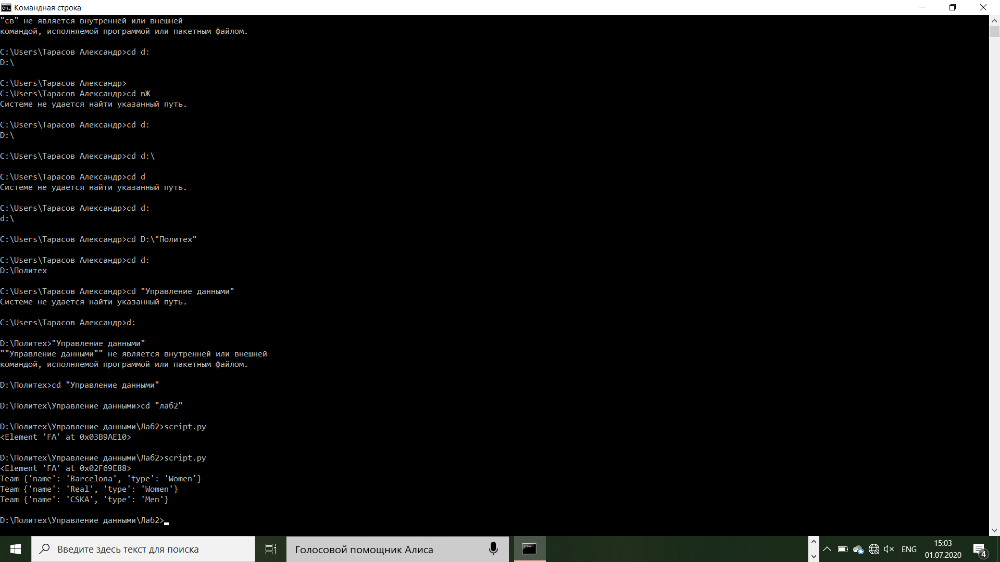 Командная строка
"св" не является внутренней или внешней
командой, исполняемой программой или пакетным файлом.
C:\Users\Тарасов Александр>cd d:
D:\
C:\Users\Тарасов Александр>
C:\Users\Тарасов Александр>cd вЖ
Системе не удается найти указанный путь.
C:\Users\Тарасов Александр>cd d:
D:\
C:\Users\Тарасов Александр>cd d:\
C:\Users\Тарасов Александр>cd d
Системе не удается найти указанный путь.
C:\Users\Тарасов Александр>cd d:
d:\
C:\Users\Тарасов Александр>cd D:\"Политех"
C:\Users\Тарасов Александр>cd d:
D:\Политех
C:\Users\Тарасов Александр>cd "Управление данными"
Системе не удается найти указанный путь.
C:\Users\Тарасов Александр>d:
D:\Политех>"Управление данными"
""Управление данными"" не является внутренней или внешней
командой, исполняемой программой или пакетным файлом.
D:\Политех>cd "Управление данными"
D:\Политех\Управление данными>cd "лаб2"
D:\Политех\Управление данными\Лаб2>script.py
<Element 'FA' at 0x03B9AE10>
D:\Политех\Управление данными\Лаб2>script.py
<Element 'FA' at 0x02F69E88>
Team {'name': 'Barcelona', 'type': 'Women'}
Team {'name': 'Real', 'type': 'Women'}
Team {'name': 'CSKA', 'type': 'Men'}
D:\Политех\Управление данными\Лаб2>
Введите здесь текст для поиска
Голосовой помощник Алиса
ENG
15:03
01.07.2020
4